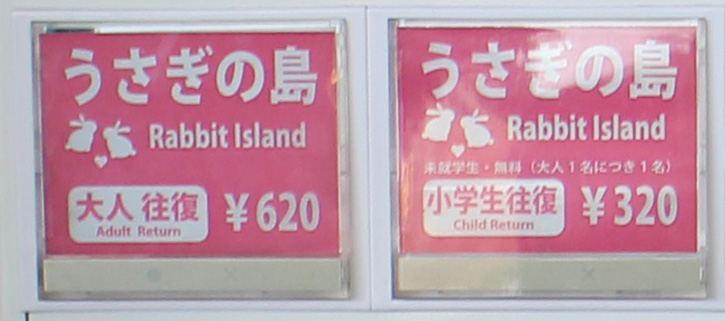 うさぎの島
Rabbit Island
大人 往復
Adult Return
¥620
うさぎの島
Rabbit Island
未就学生・無料（大人1名につき1名）
小学生往復
Child Return
¥320